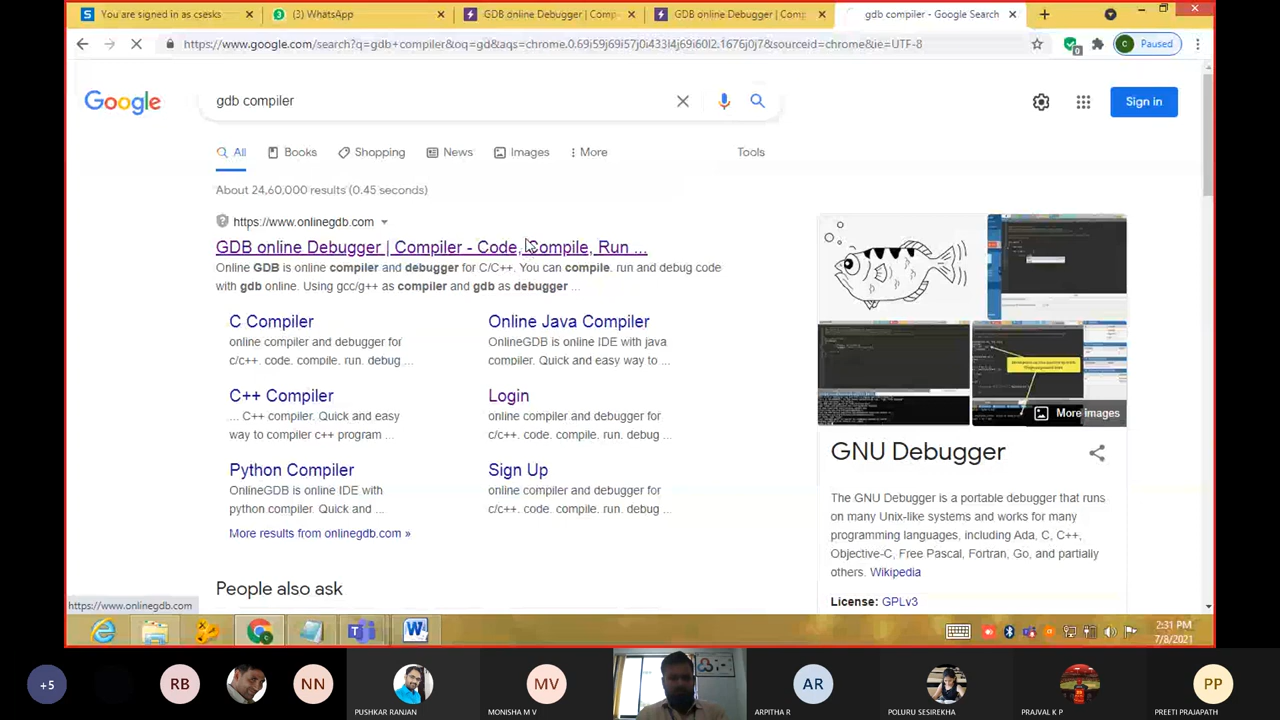 You are signed in as csesks
(3) WhatsApp
GDB online Debugger | Comp
GDB online Debugger | Comp
gdb compiler - Google Search
https://www.google.com/search?q=gdb+compiler&oq=gd&aqs=chrome.0.69i59j69i57j0i433l4j69i60l2.1676j0j7&sourceid=chrome&ie=UTF-8
0
C
Paused
Google
gdb compiler
Sign in
All
Books
Shopping
News
Images
More
Tools
About 24,60,000 results (0.45 seconds)
https://www.onlinegdb.com
GDB online Debugger | Compiler - Code, Compile, Run ...
Online GDB is online compiler and debugger for C/C++. You can compile. run and debug code
with gdb online. Using gcc/g++ as compiler and gdb as debugger ...
C Compiler
online compiler and debugger for
c/c++. code. compile. run. debug ...
Online Java Compiler
OnlineGDB is online IDE with java
compiler. Quick and easy way to ...
C++ Compiler
... C++ compiler. Quick and easy
way to compiler c++ program ...
Login
online compiler and debugger for
c/c++. code. compile. run. debug ...
Python Compiler
OnlineGDB is online IDE with
python compiler. Quick and ...
Sign Up
online compiler and debugger for
c/c++. code. compile. run. debug ...
More results from onlinegdb.com »
People also ask
More images
GNU Debugger
The GNU Debugger is a portable debugger that runs
on many Unix-like systems and works for many
programming languages, including Ada, C, C++,
Objective-C, Free Pascal, Fortran, Go, and partially
others. Wikipedia
License: GPLv3
https://www.onlinegdb.com
2:31 PM
7/8/2021
+5
RB
NN
PUSHKAR RANJAN
MV
MONISHA M V
AR
ARPITHA R
POLURU SESIREKHA
PRAJVAL K P
PP
PREETI PRAJAPATH